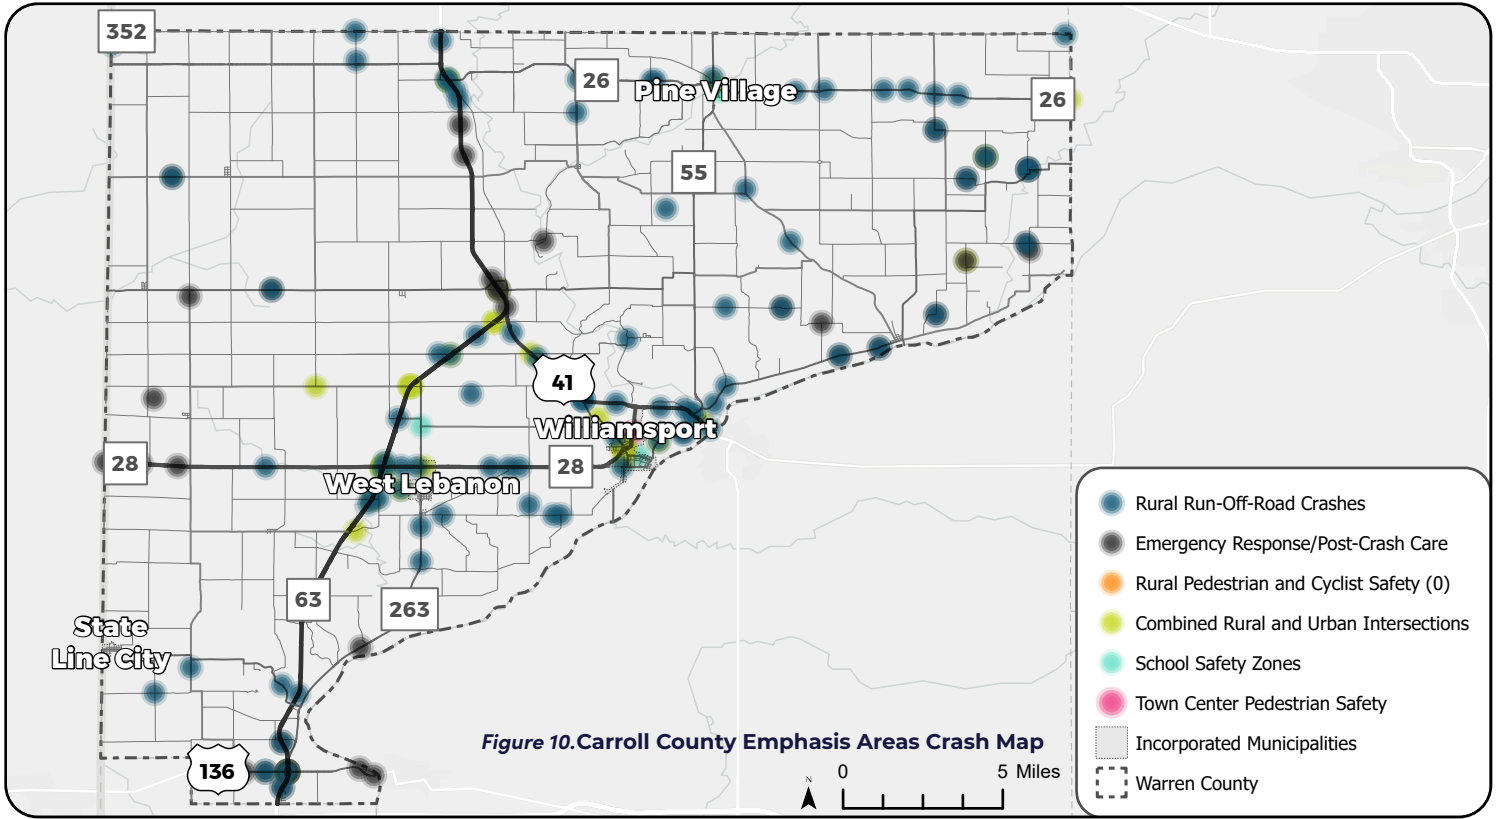 352
26
Pine Village
26
55
41
Williamsport
28
28
West Lebanon
63
263
State
Line City
136
Rural Run-Off-Road Crashes
Emergency Response/Post-Crash Care
Rural Pedestrian and Cyclist Safety (0)
Combined Rural and Urban Intersections
School Safety Zones
Town Center Pedestrian Safety
Incorporated Municipalities
Warren County
Figure 10.Carroll County Emphasis Areas Crash Map
N
0 5 Miles